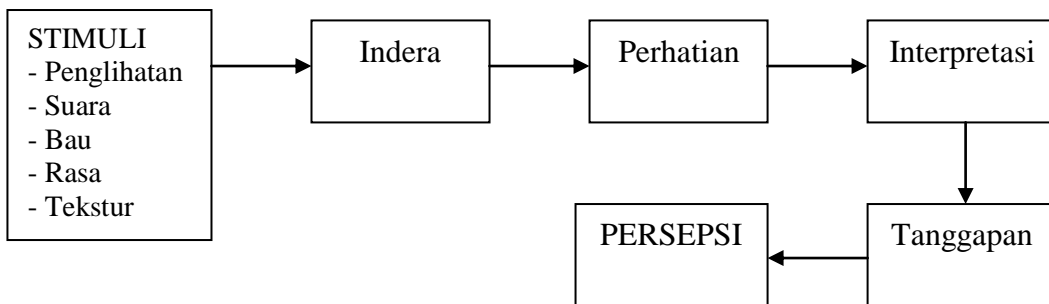 STIMULI
- Penglihatan
- Suara
- Bau
- Rasa
- Tekstur
Indera
Perhatian
Interpretasi
Tanggapan
PERSEPSI